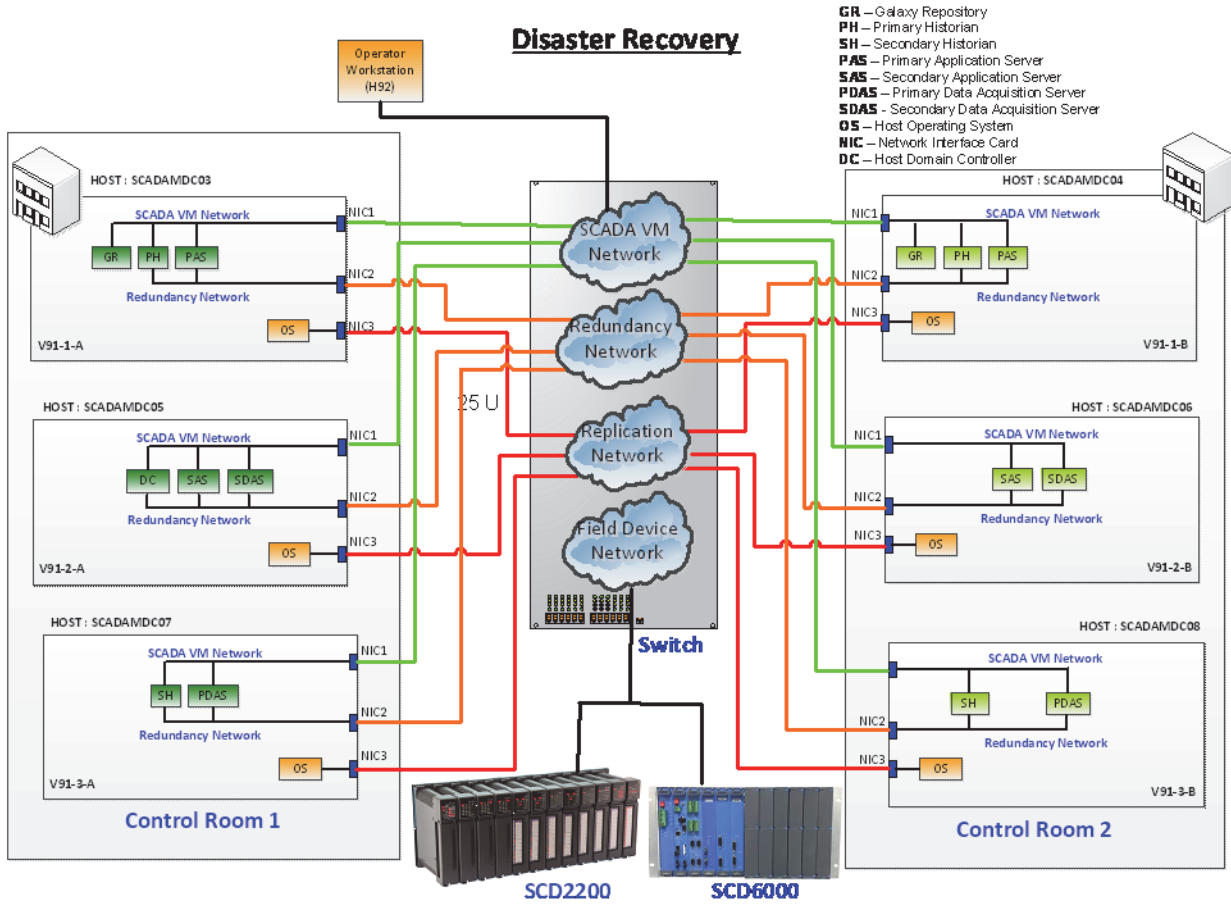 Disaster Recovery
GR – Galaxy Repository
PH – Primary Historian
SH – Secondary Historian
PAS – Primary Application Server
SAS – Secondary Application Server
PDAS – Primary Data Acquisition Server
SDAS - Secondary Data Acquisition Server
OS – Host Operating System
NIC – Network Interface Card
DC – Host Domain Controller
Operator
Workstation
(H92)
HOST : SCADAMDC03
SCADA VM Network
GR
PH
PAS
Redundancy Network
OS
V91-1-A
NIC1
NIC2
NIC3
HOST : SCADAMDC05
SCADA VM Network
DC
SAS
SDAS
Redundancy Network
OS
V91-2-A
NIC1
NIC2
NIC3
HOST : SCADAMDC07
SCADA VM Network
SH
PDAS
Redundancy Network
OS
V91-3-A
NIC1
NIC2
NIC3
Control Room 1
SCADA VM
Network
Redundancy
Network
25 U
Replication
Network
Field Device
Network
Switch
SCD2200
SCD6000
HOST : SCADAMDC04
NIC1
SCADA VM Network
GR
PH
PAS
NIC2
Redundancy Network
NIC3
OS
V91-1-B
HOST : SCADAMDC06
NIC1
SCADA VM Network
SAS
SDAS
NIC2
Redundancy Network
NIC3
OS
V91-2-B
HOST : SCADAMDC08
NIC1
SCADA VM Network
SH
PDAS
NIC2
Redundancy Network
NIC3
OS
V91-3-B
Control Room 2